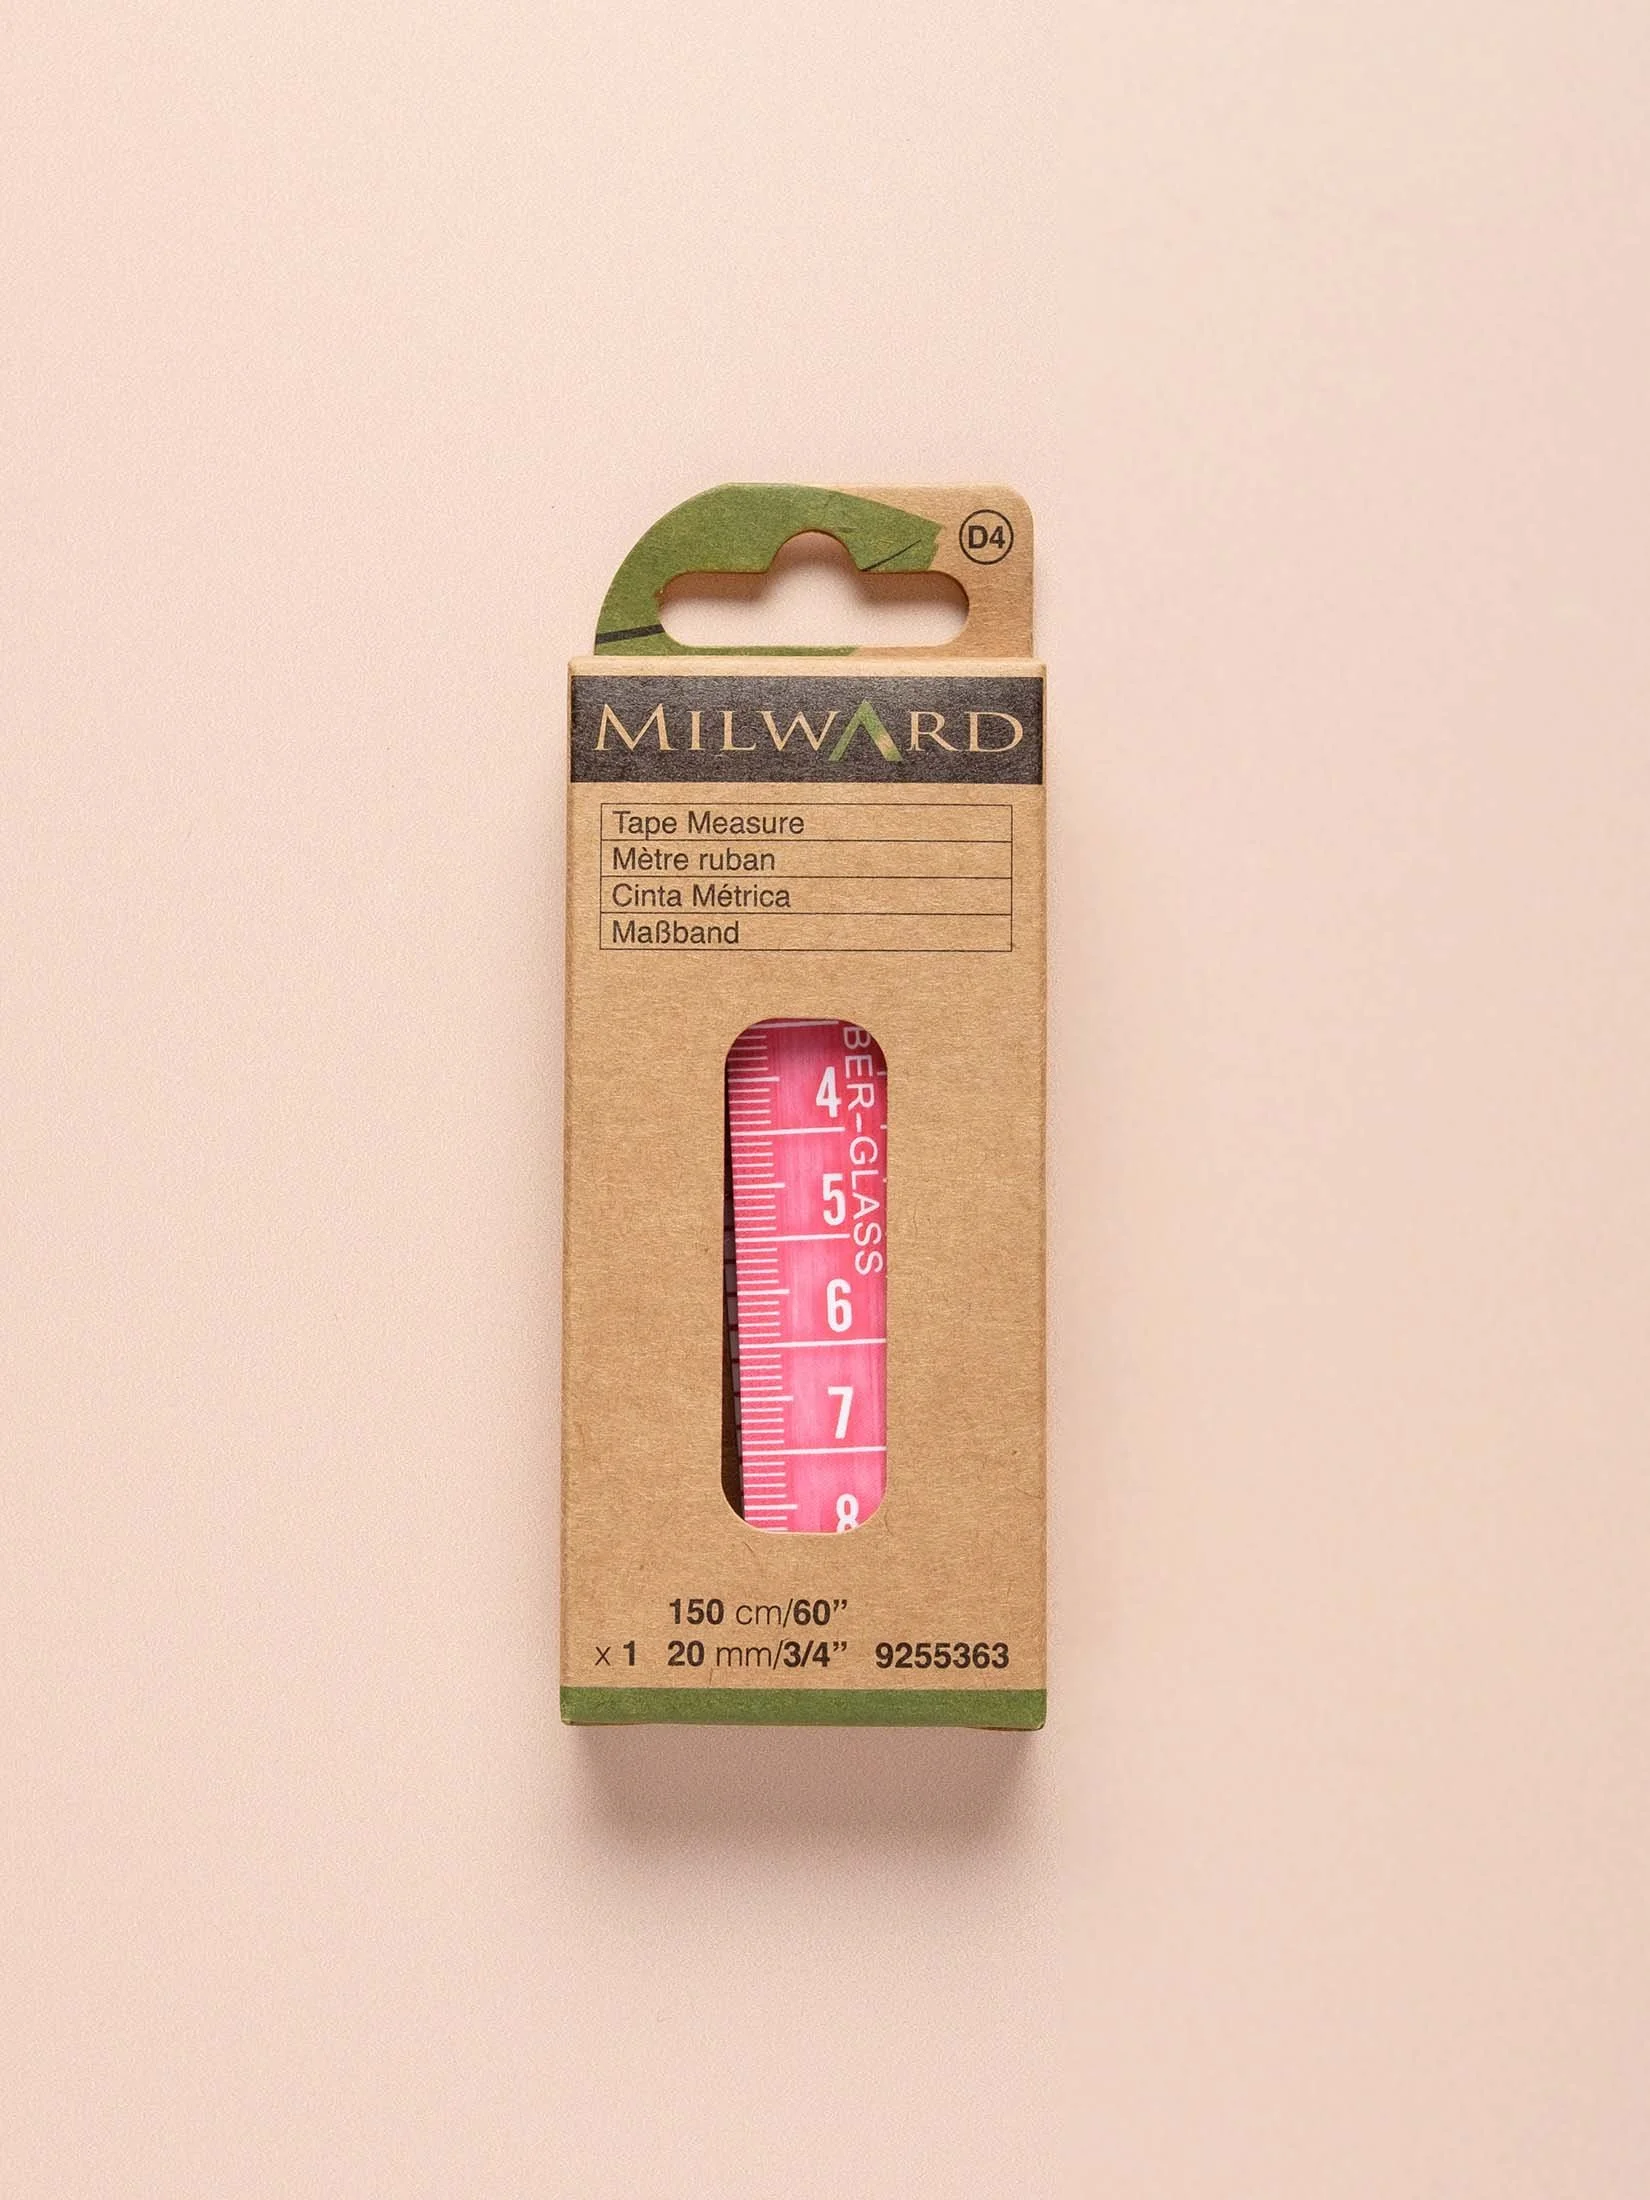 D4
MILWARD
Tape Measure
Mètre ruban
Cinta Métrica
Maßband
BER-GLASS
4
5
6
7
8
150 cm/60”
x 1 20 mm/3/4” 9255363